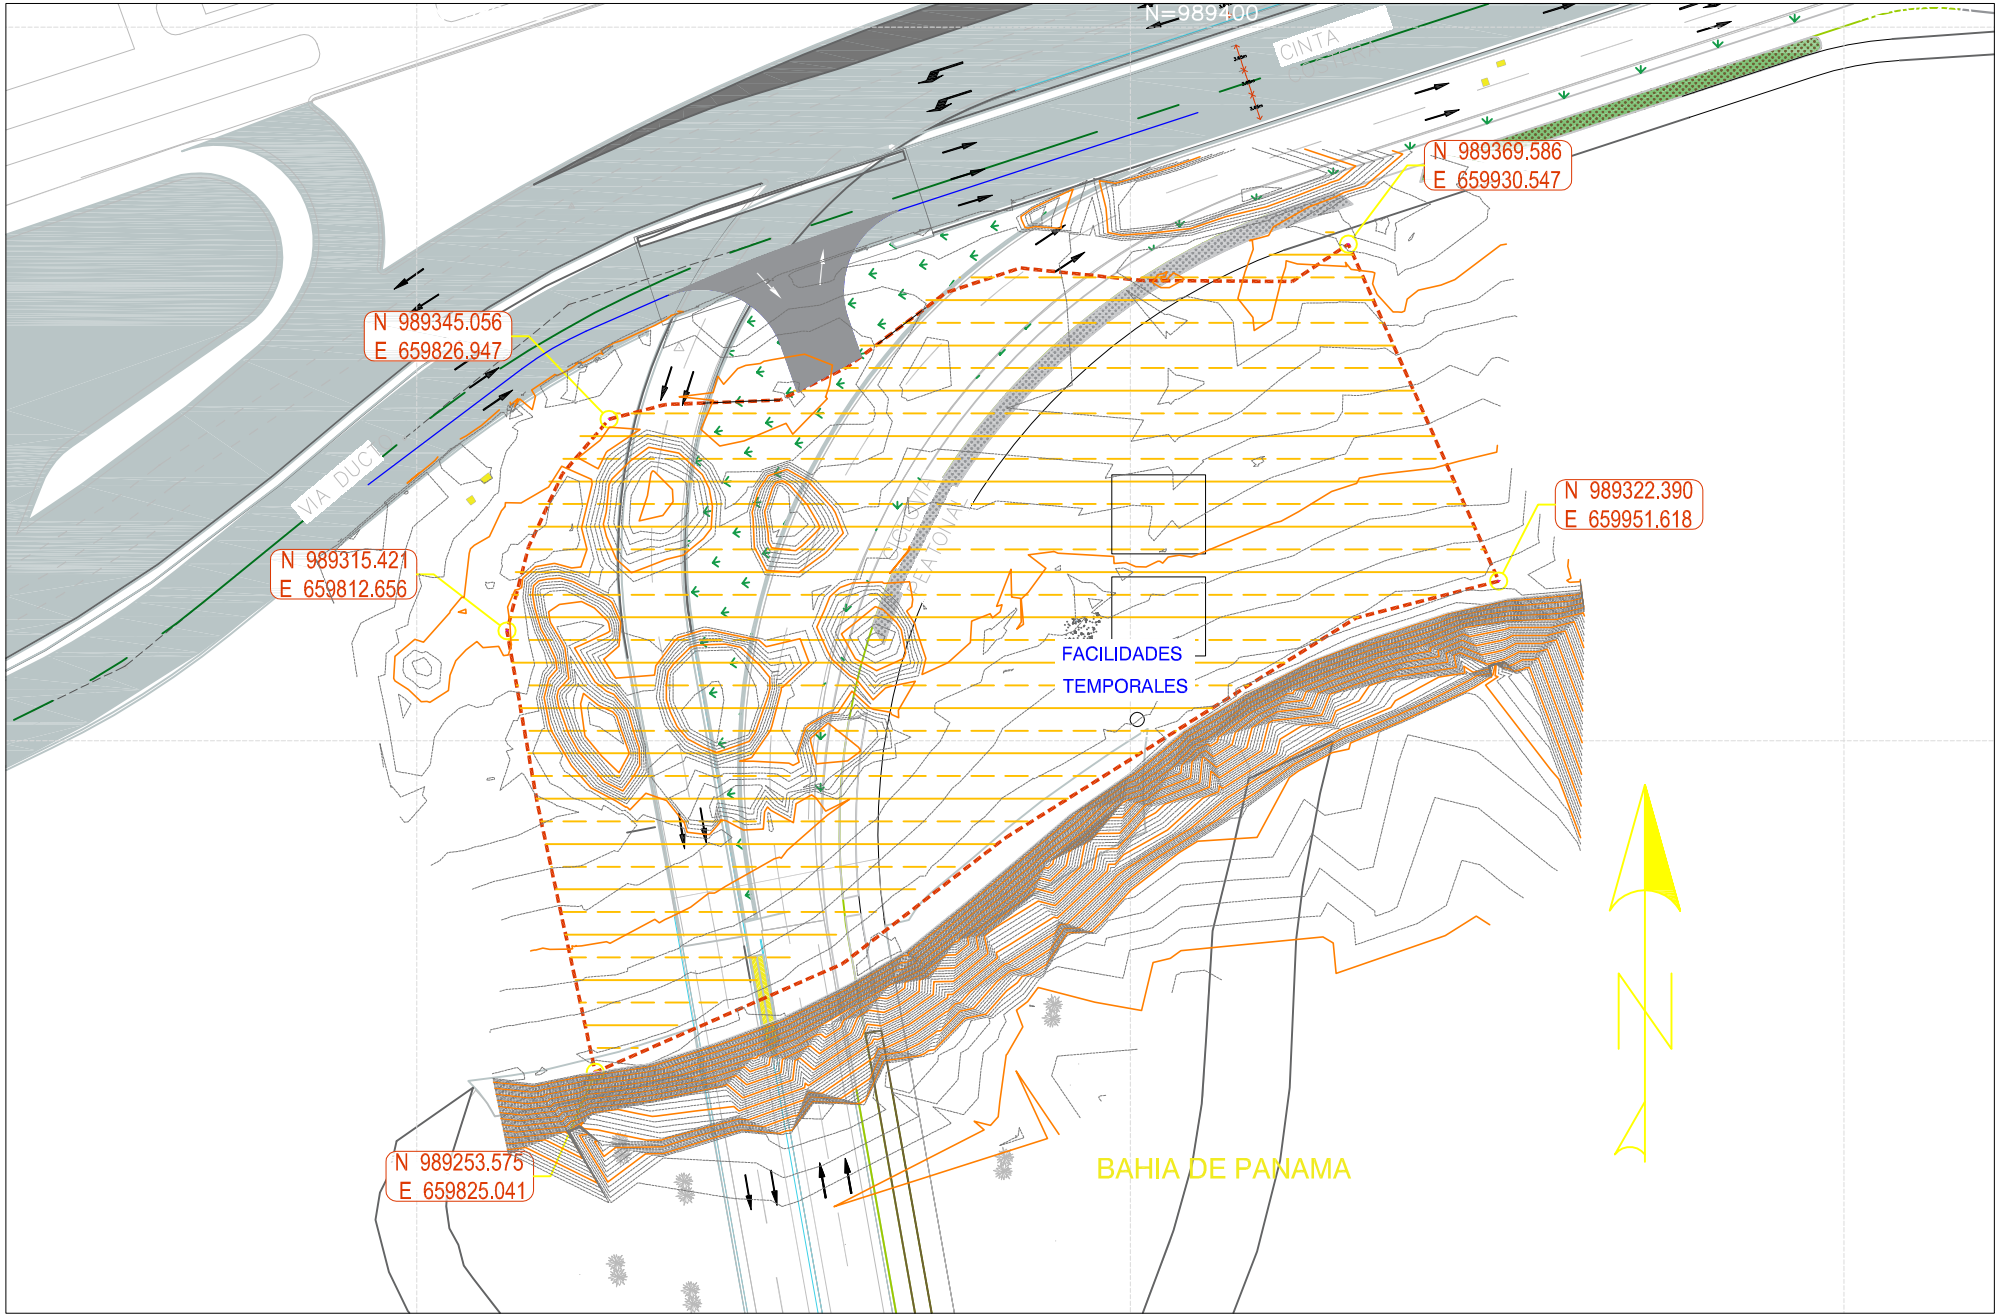 N=989400
CINTA
N 989369.586
E 659930.547
N 989345.056
E 659826.947
VIA DUC
N 989322.390
E 659951.618
N 989315.421
E 659812.656
FACILIDADES
TEMPORALES
N
BAHIA DE PANAMA
N 989253.575
E 659825.041